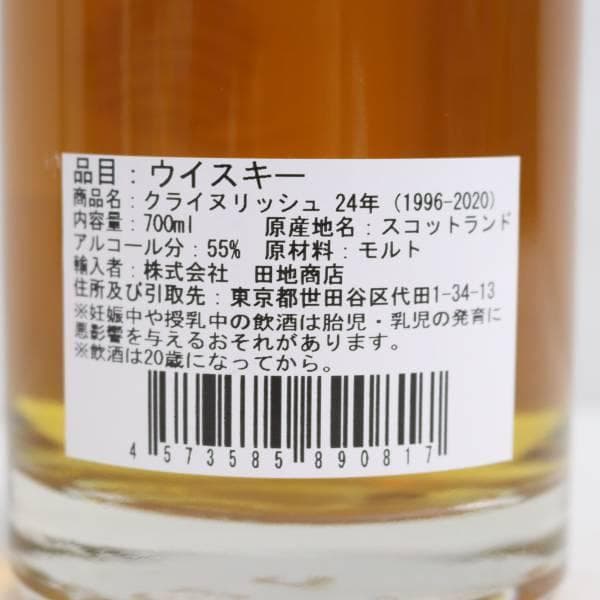 品目：ウイスキー
商品名：クライヌリッシュ 24年（1996-2020）
内容量：700ml 原産地名：スコットランド
アルコール分：55% 原材料：モルト
輸入者：株式会社 田地商店
住所及び引取先：東京都世田谷区代田1-34-13
※妊娠中や授乳中の飲酒は胎児・乳児の発育に
悪影響を与えるおそれがあります。
※飲酒は20歳になってから。
4 573585 890817